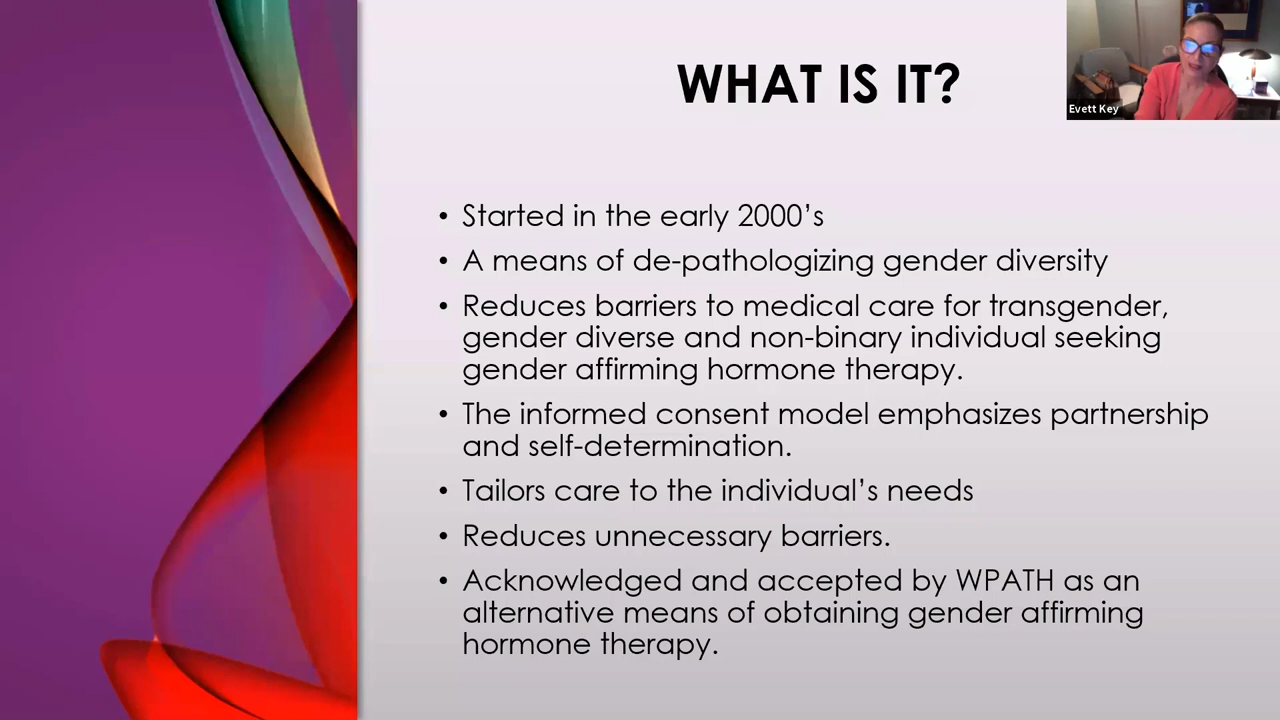 WHAT IS IT?
Evett Key
• Started in the early 2000’s
• A means of de-pathologizing gender diversity
• Reduces barriers to medical care for transgender,
gender diverse and non-binary individual seeking
gender affirming hormone therapy.
• The informed consent model emphasizes partnership
and self-determination.
• Tailors care to the individual’s needs
• Reduces unnecessary barriers.
• Acknowledged and accepted by WPATH as an
alternative means of obtaining gender affirming
hormone therapy.